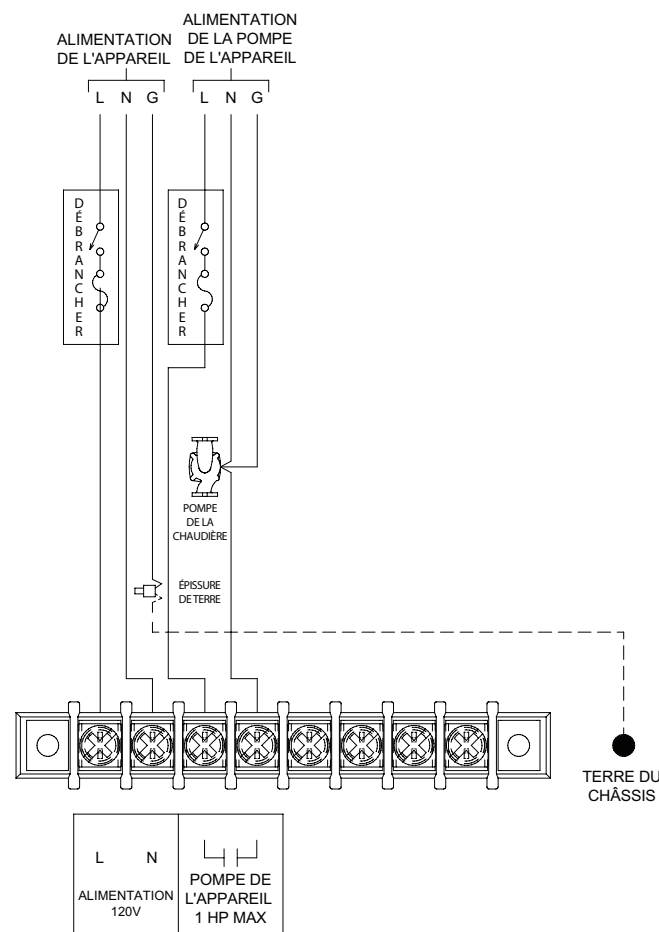 ALIMENTATION
DE L'APPAREIL
ALIMENTATION
DE LA POMPE
DE L'APPAREIL
L N G
L N G
DÉBRANCHER
DÉBRANCHER
POMPE
DE LA
CHAUDIÈRE
ÉPISSURE
DE TERRE
TERRE DU
CHÂSSIS
L N
ALIMENTATION
120V
POMPE DE
L'APPAREIL
1 HP MAX